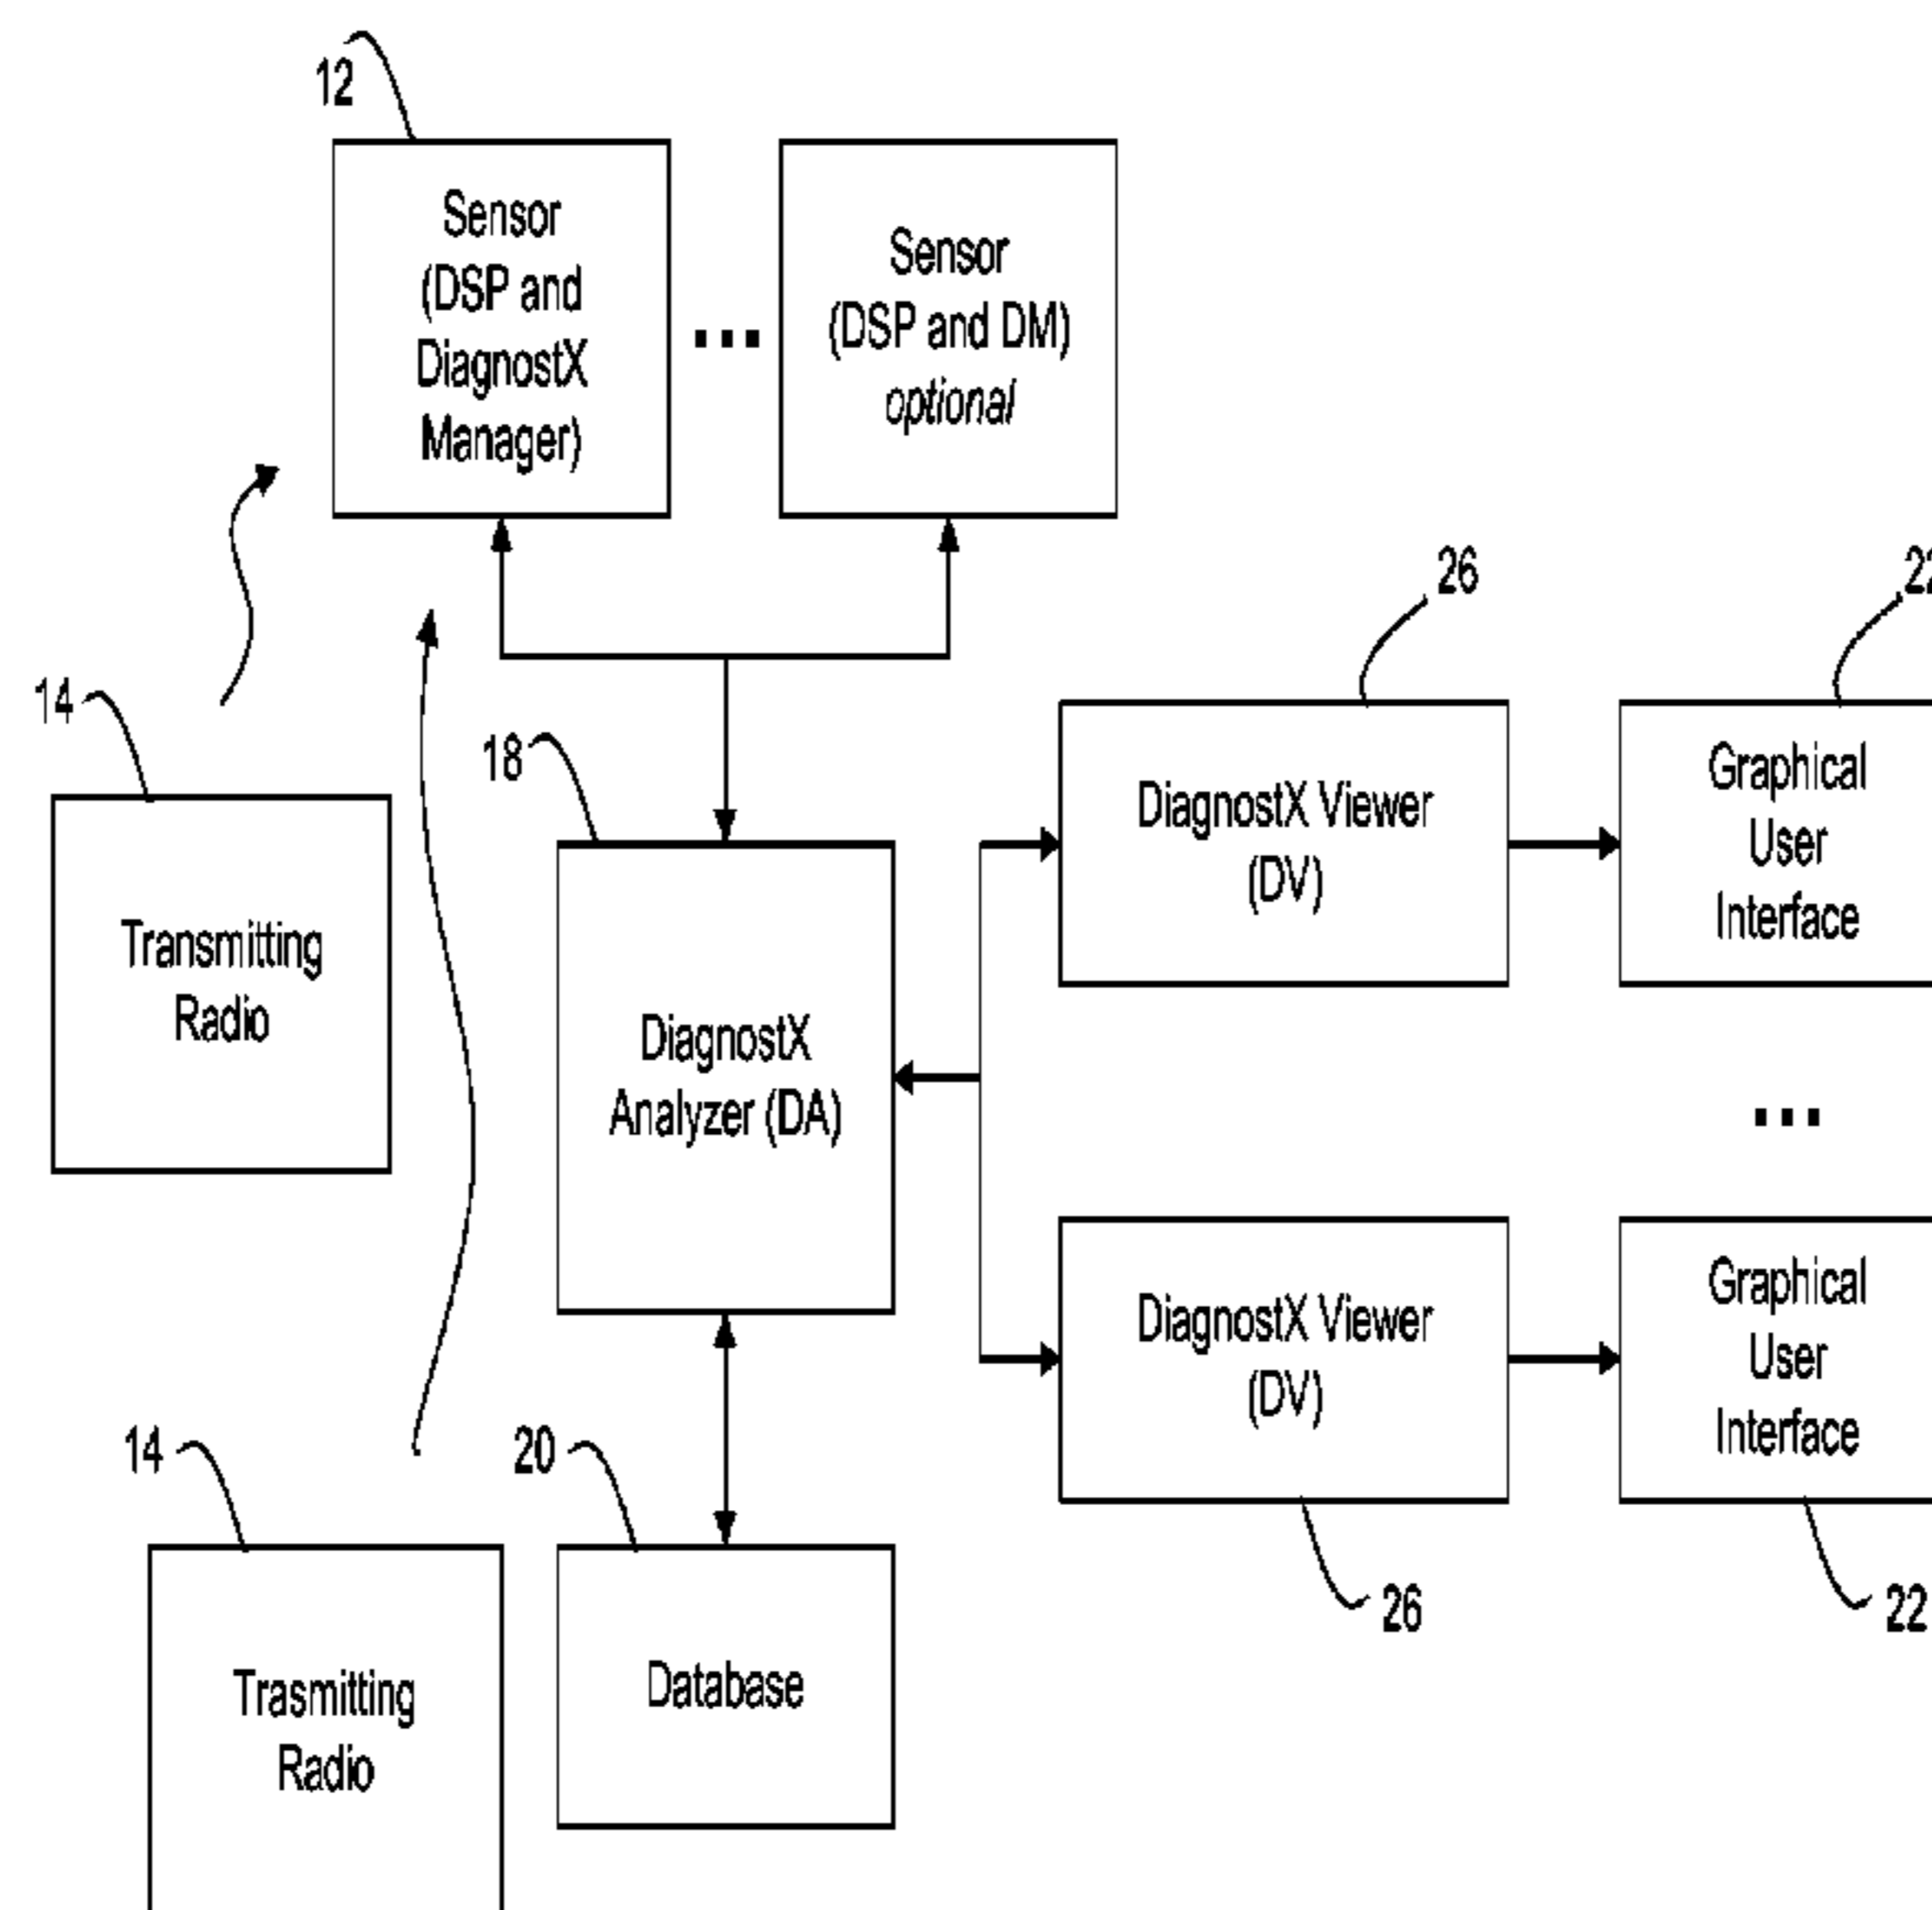 12
Sensor
(DSP and
DiagnostX
Manager)
...
Sensor
(DSP and DM)
optional
14
Transmitting
Radio
18
DiagnostX
Analyzer (DA)
26
DiagnostX Viewer
(DV)
22
Graphical
User
Interface
...
DiagnostX Viewer
(DV)
26
Graphical
User
Interface
22
14
Trasmitting
Radio
20
Database